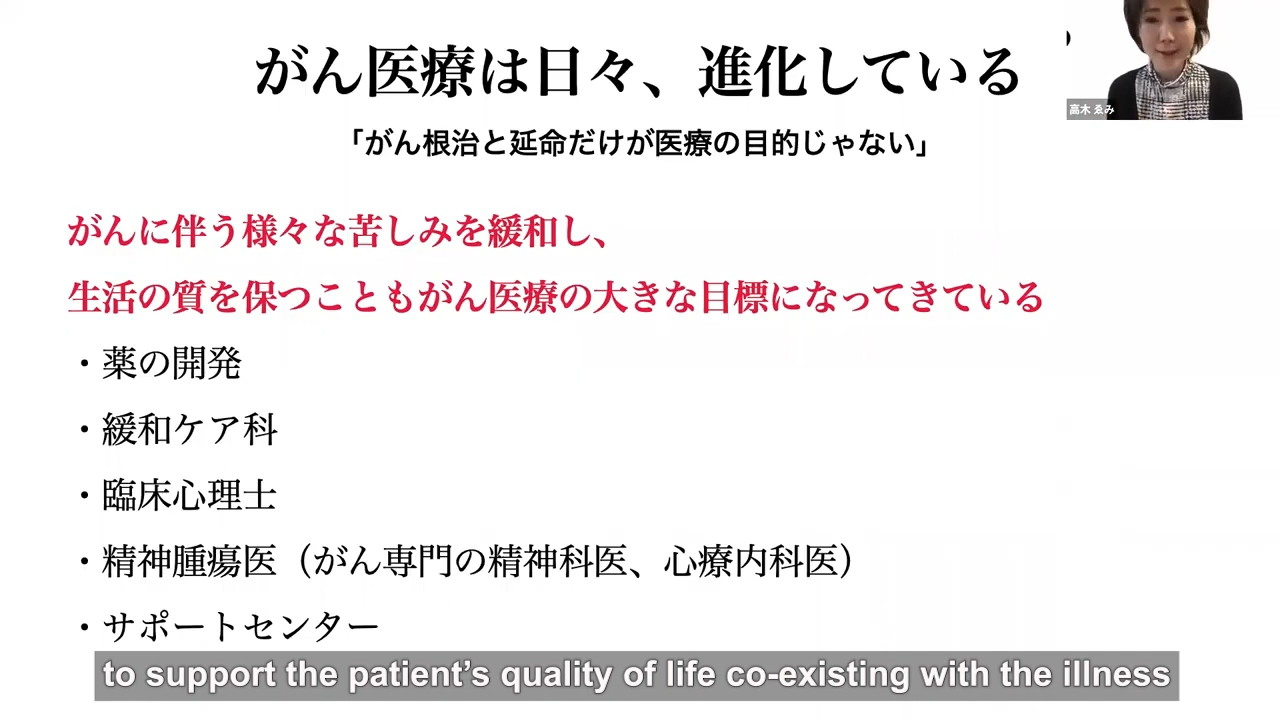 がん医療は日々、進化している
「がん根治と延命だけが医療の目的じゃない」
高木 ゑみ
がんに伴う様々な苦しみを緩和し、
生活の質を保つこともがん医療の大きな目標になってきている
・薬の開発
・緩和ケア科
・臨床心理士
・精神腫瘍医（がん専門の精神科医、心療内科医）
・サポートセンター
to support the patient's quality of life co-existing with the illness